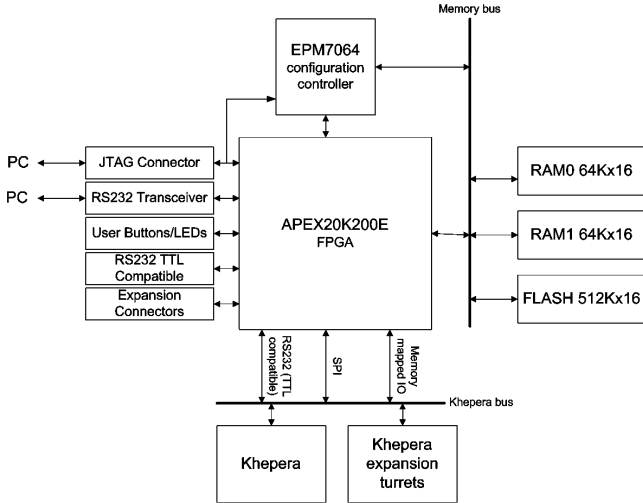 Memory bus
EPM7064
configuration
controller
PC
JTAG Connector
PC
RS232 Transceiver
User Buttons/LEDs
RS232 TTL
Compatible
Expansion
Connectors
APEX20K200E
FPGA
RAM0 64Kx16
RAM1 64Kx16
FLASH 512Kx16
RS232 (TTL
compatible)
SPI
Memory
mapped IO
Khepera bus
Khepera
Khepera
expansion
turrets